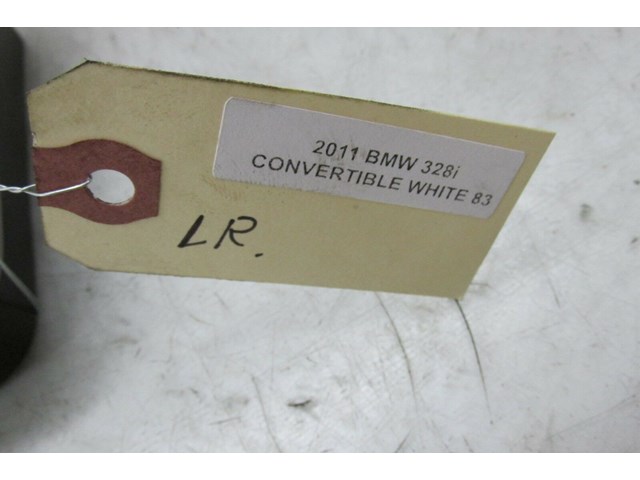 2011 BMW 328i
CONVERTIBLE WHITE 83
LR.